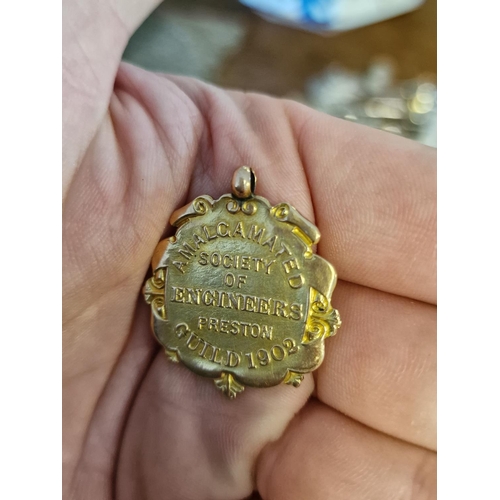 AMALGAMATED
SOCIETY
OF
ENGINEERS
PRESTON
GUILD 1902